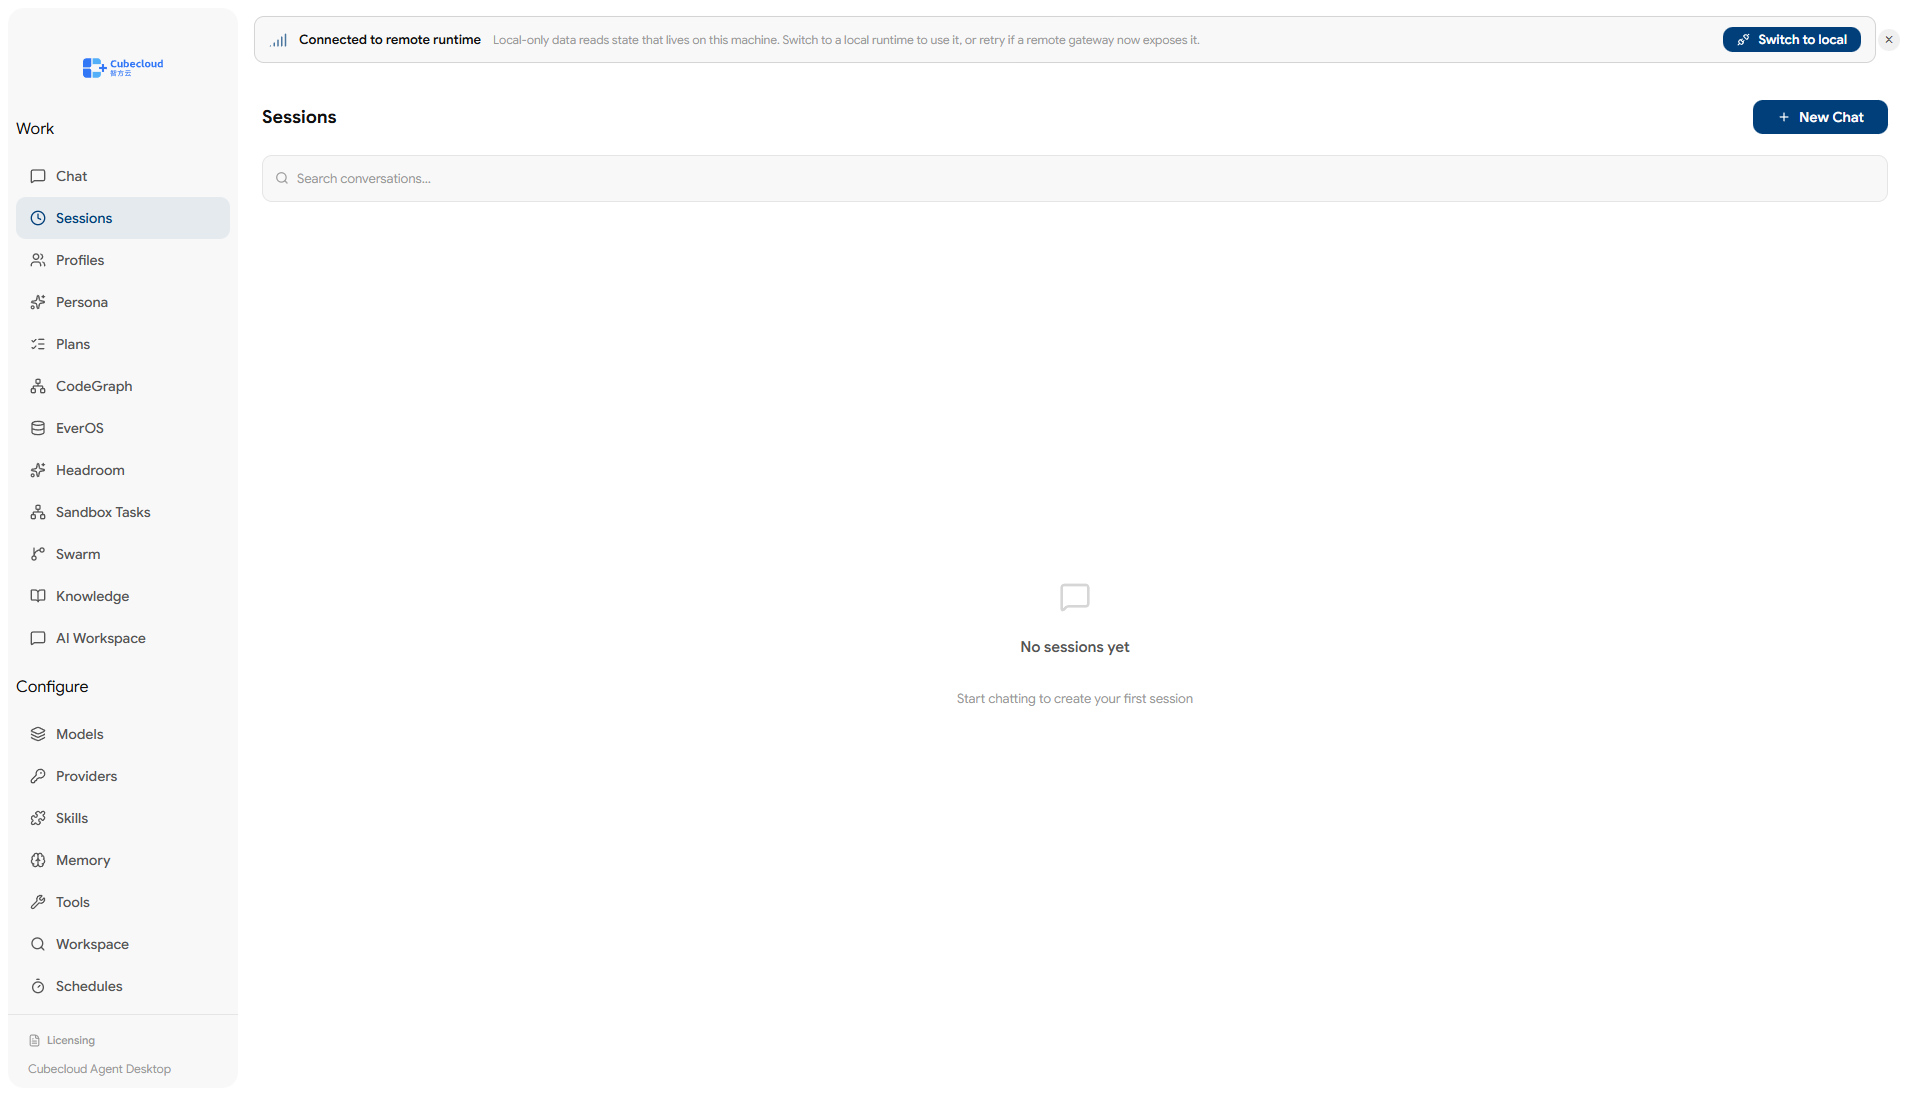 Cubecloud
智方云
Work
Chat
Sessions
Profiles
Persona
Plans
CodeGraph
EverOS
Headroom
Sandbox Tasks
Swarm
Knowledge
AI Workspace
Configure
Models
Providers
Skills
Memory
Tools
Workspace
Schedules
Licensing
Cubecloud Agent Desktop
Connected to remote runtime Local-only data reads state that lives on this machine. Switch to a local runtime to use it, or retry if a remote gateway now exposes it. Switch to local
Sessions
+ New Chat
Search conversations...
No sessions yet
Start chatting to create your first session